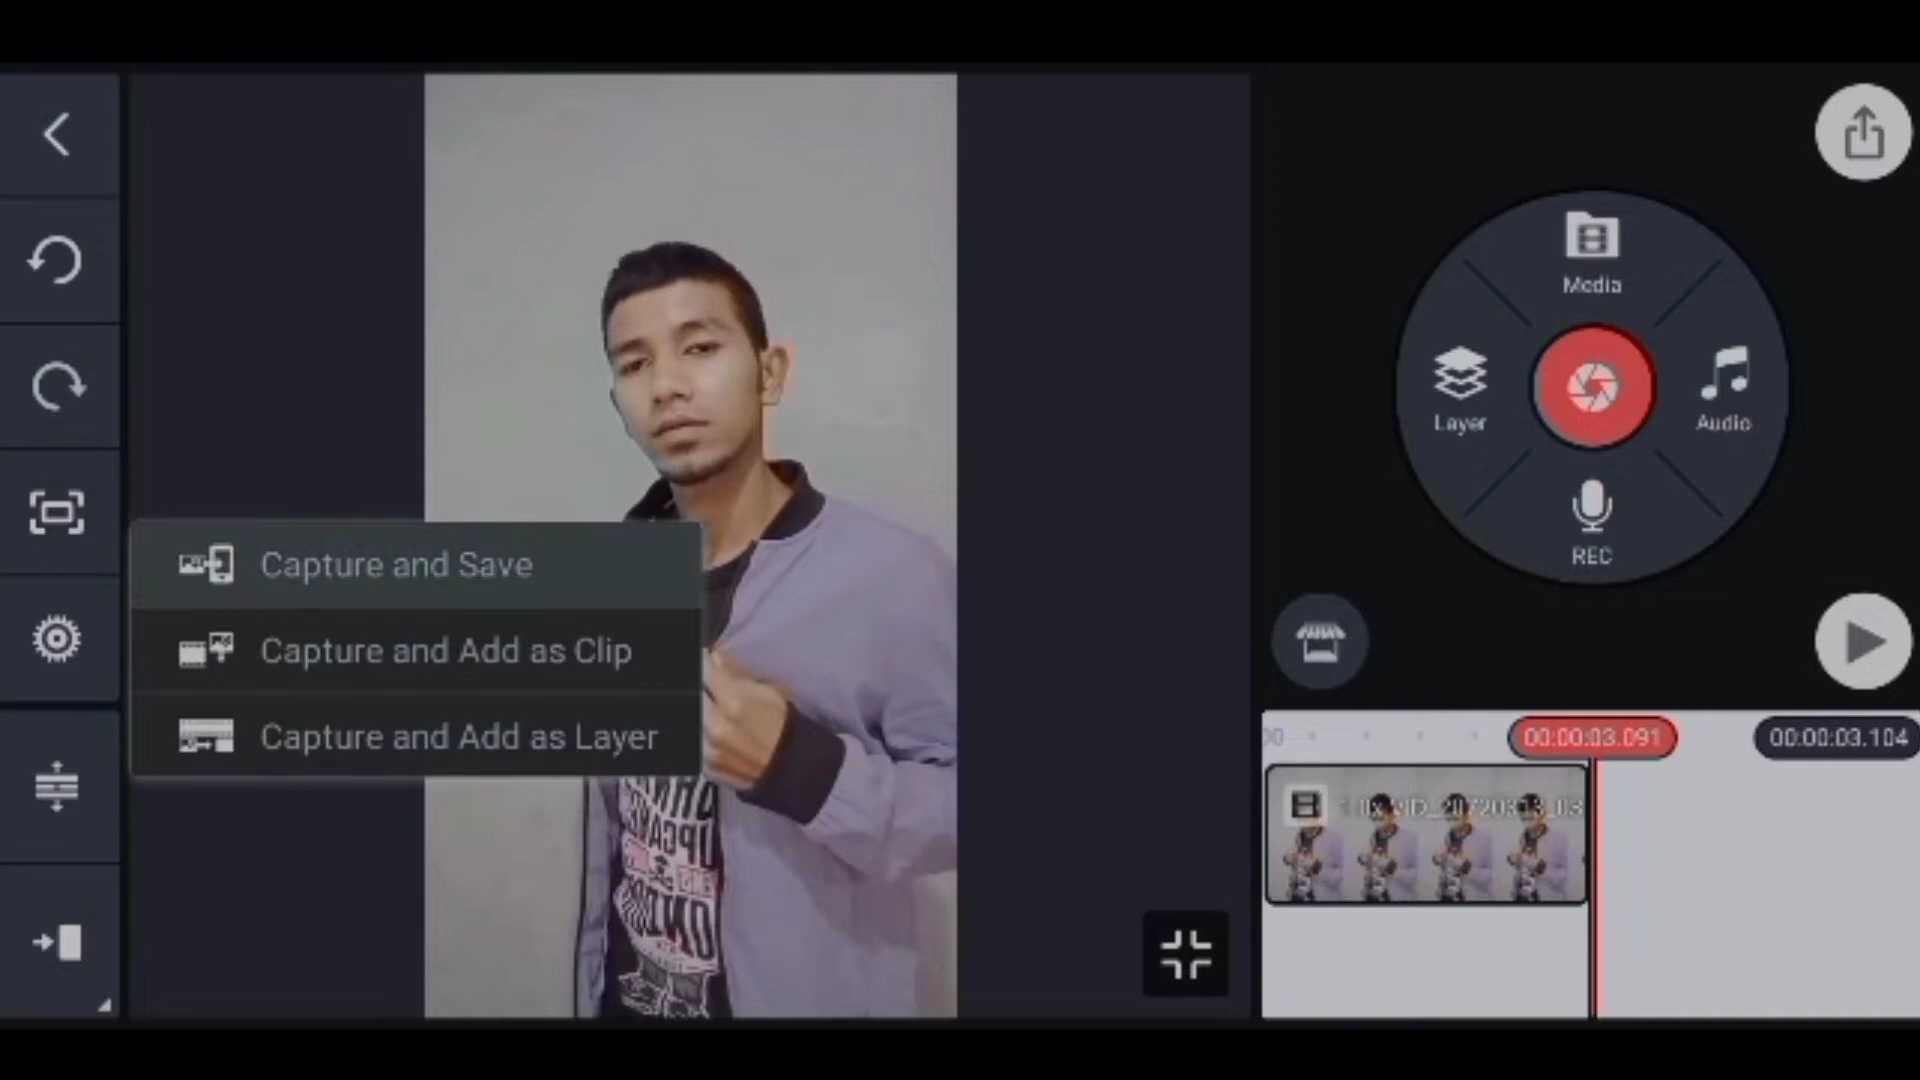 Media
Layer
Audio
REC
Capture and Save
Capture and Add as Clip
Capture and Add as Layer
00:00:03.091
00:00:03.104